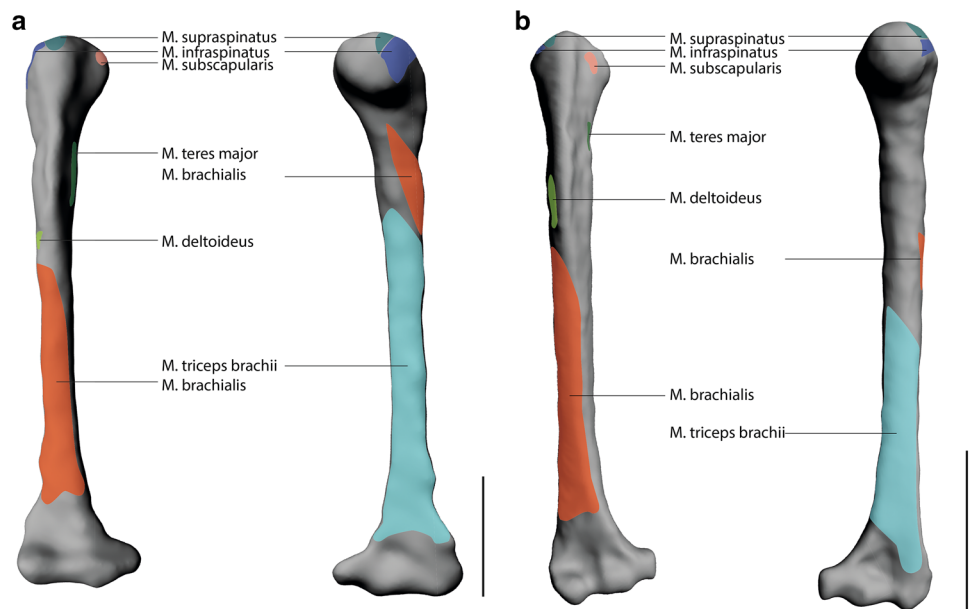 a
M. supraspinatus
M. infraspinatus
M. subscapularis
M. teres major
M. brachialis
M. deltoideus
M. triceps brachii
M. brachialis
b
M. supraspinatus
M. infraspinatus
M. subscapularis
M. teres major
M. deltoideus
M. brachialis
M. brachialis
M. triceps brachii